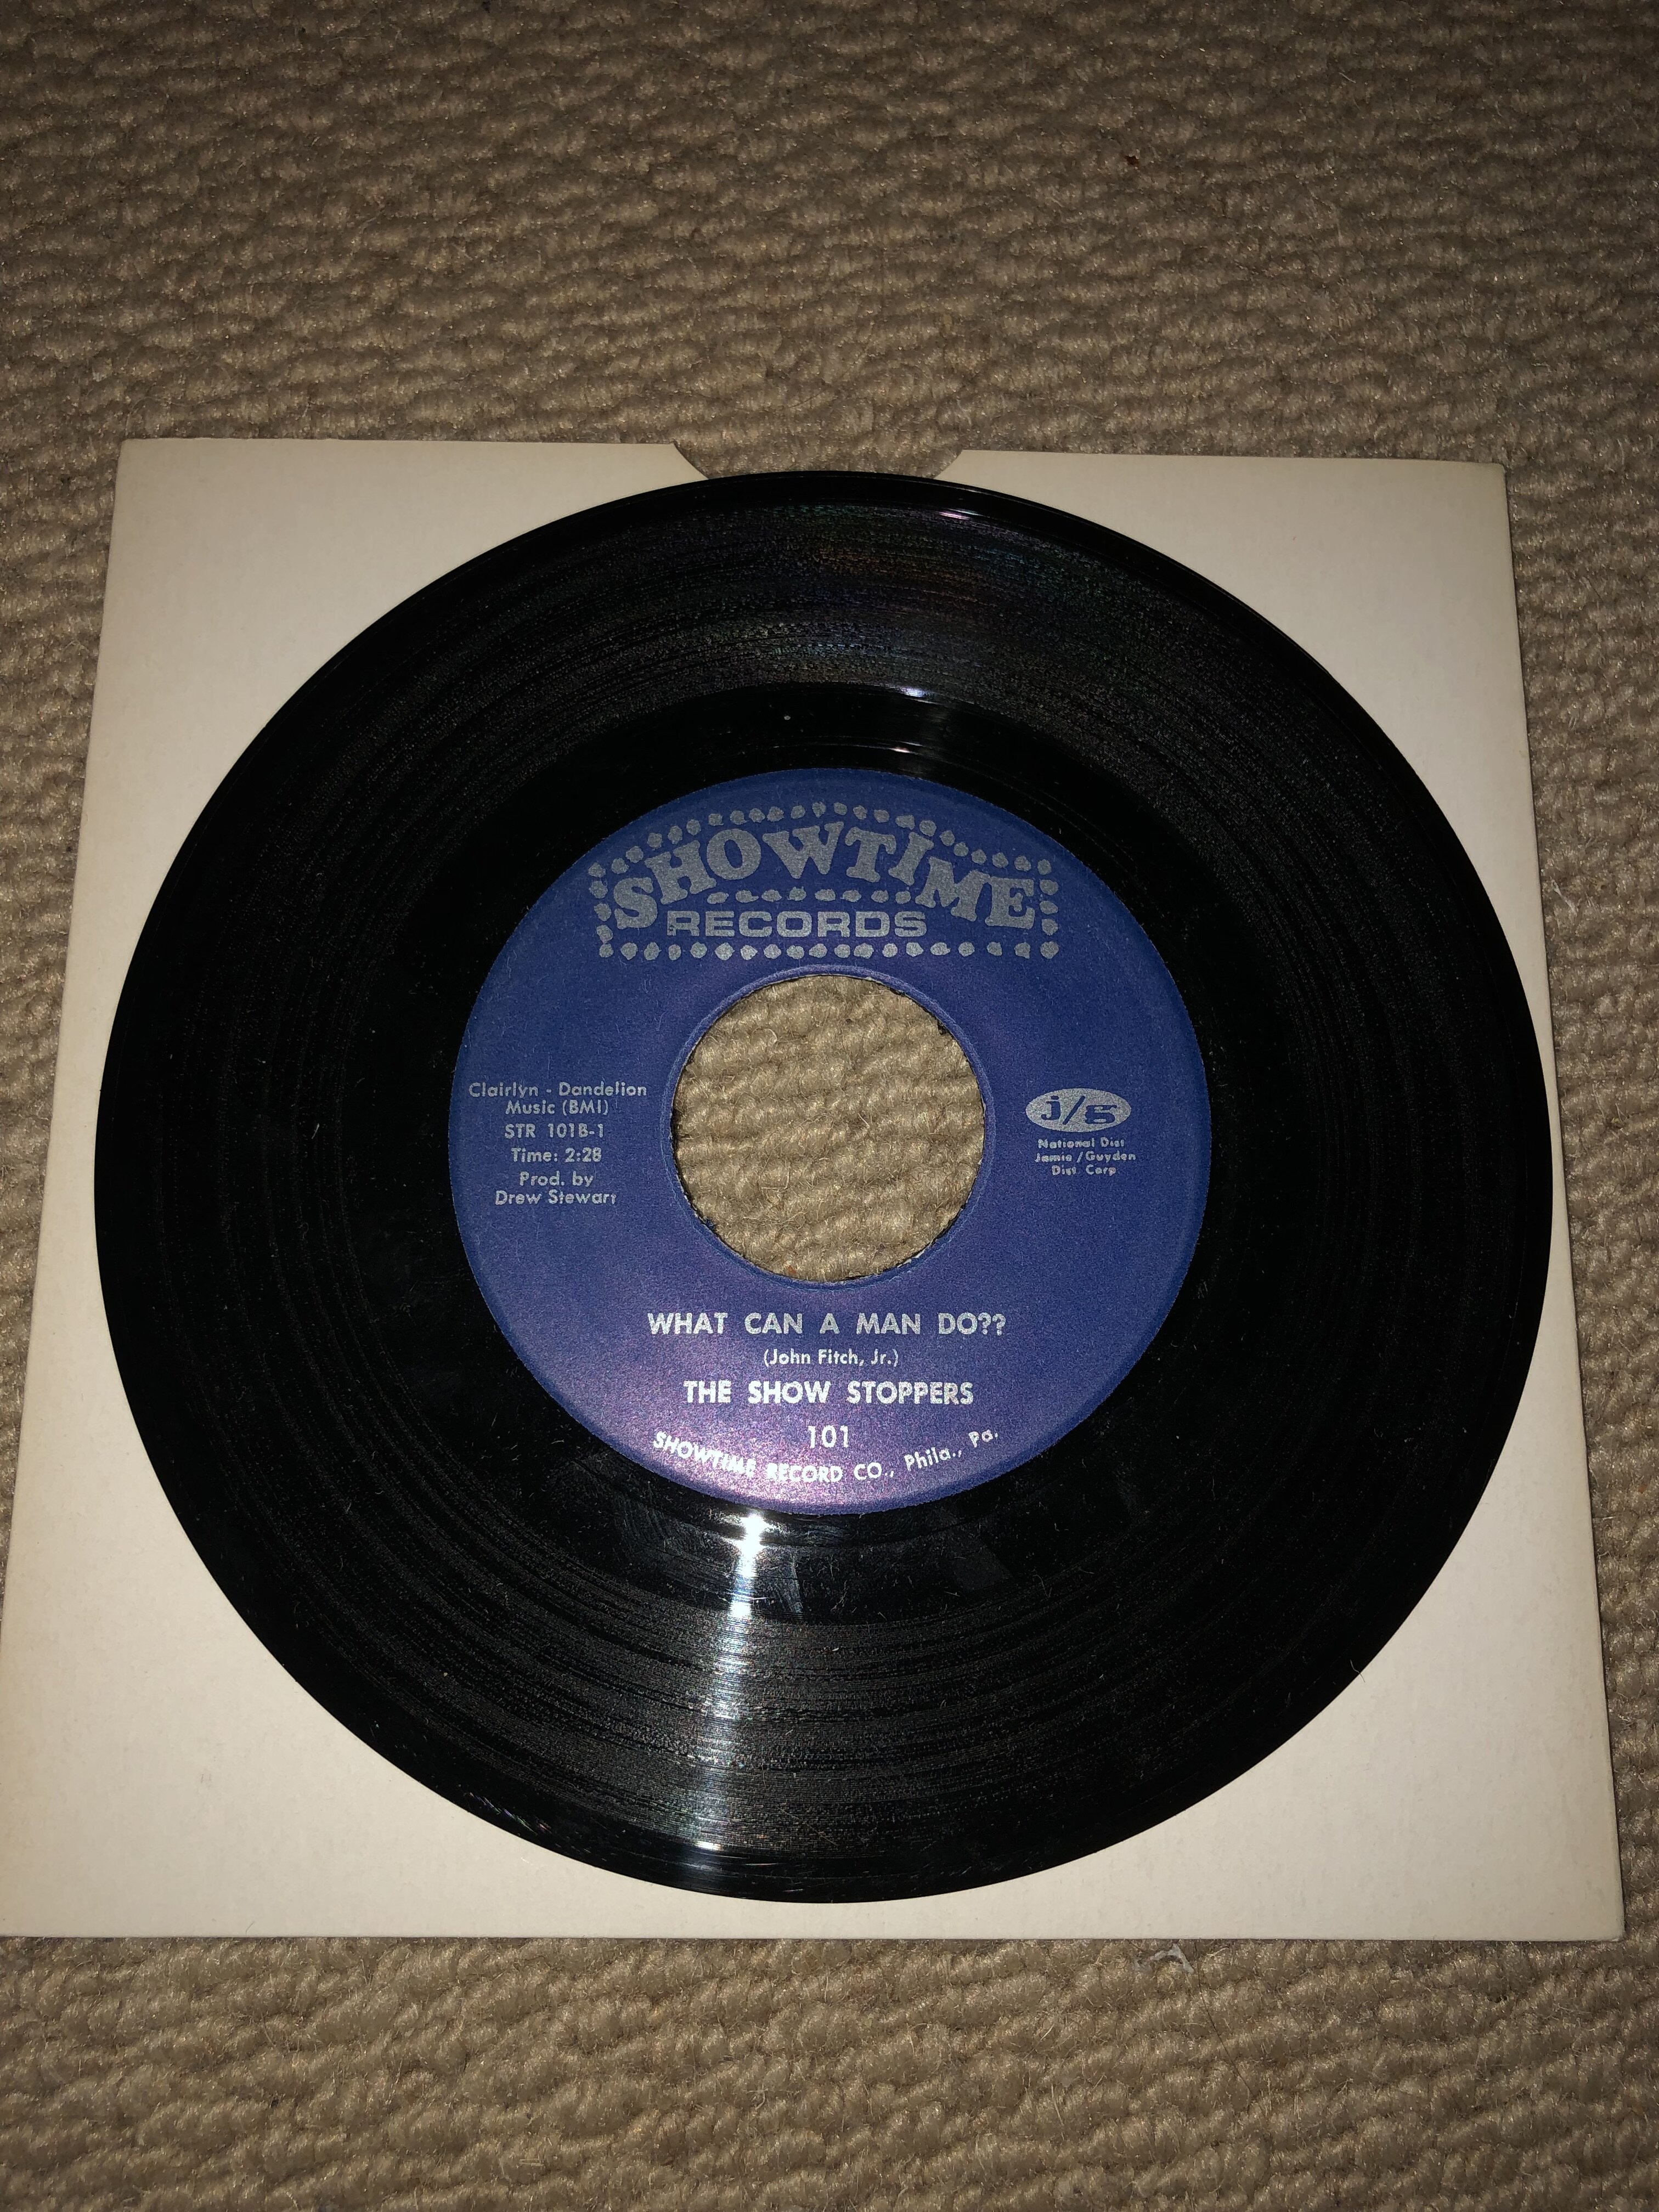 SHOWTIME
RECORDS
Clairlyn - Dandelion
Music (BMI)
STR 101B-1
Time: 2:28
Prod. by
Drew Stewart
j/g
National Dist
Jamie/Guyden
Dist Corp
WHAT CAN A MAN DO??
(John Fitch, Jr.)
THE SHOW STOPPERS
101
SHOWTIME RECORD CO., Phila., Pa.